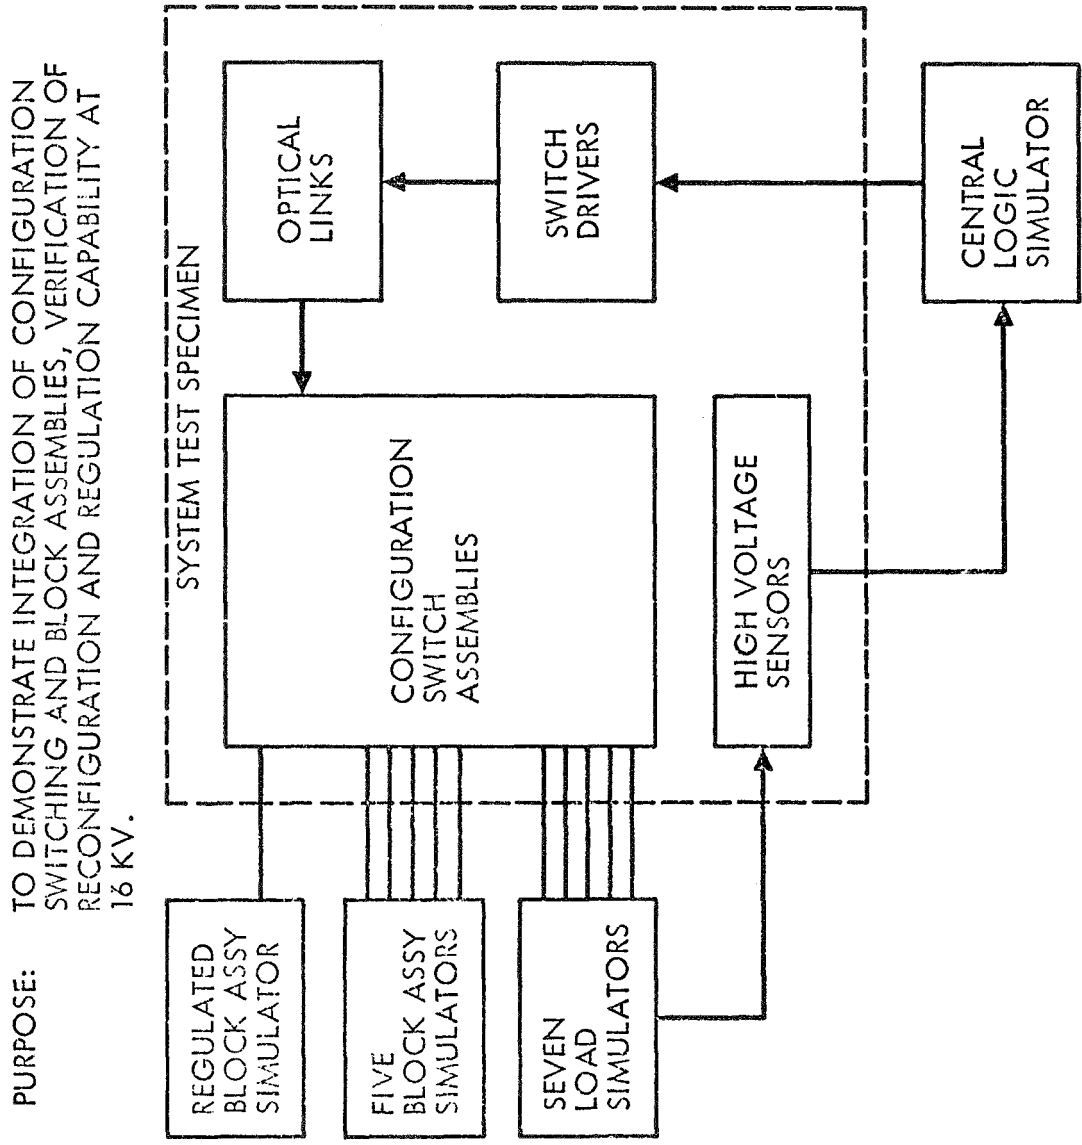 PURPOSE: TO DEMONSTRATE INTEGRATION OF CONFIGURATION
SWITCHING AND BLOCK ASSEMBLIES, VERIFICATION OF
RECONFIGURATION AND REGULATION CAPABILITY AT
16 KV.
SYSTEM TEST SPECIMEN
REGULATED
BLOCK ASSY
SIMULATOR
FIVE
BLOCK ASSY
SIMULATORS
SEVEN
LOAD
SIMULATORS
CONFIGURATION
SWITCH
ASSEMBLIES
HIGH VOLTAGE
SENSORS
OPTICAL
LINKS
SWITCH
DRIVERS
CENTRAL
LOGIC
SIMULATOR